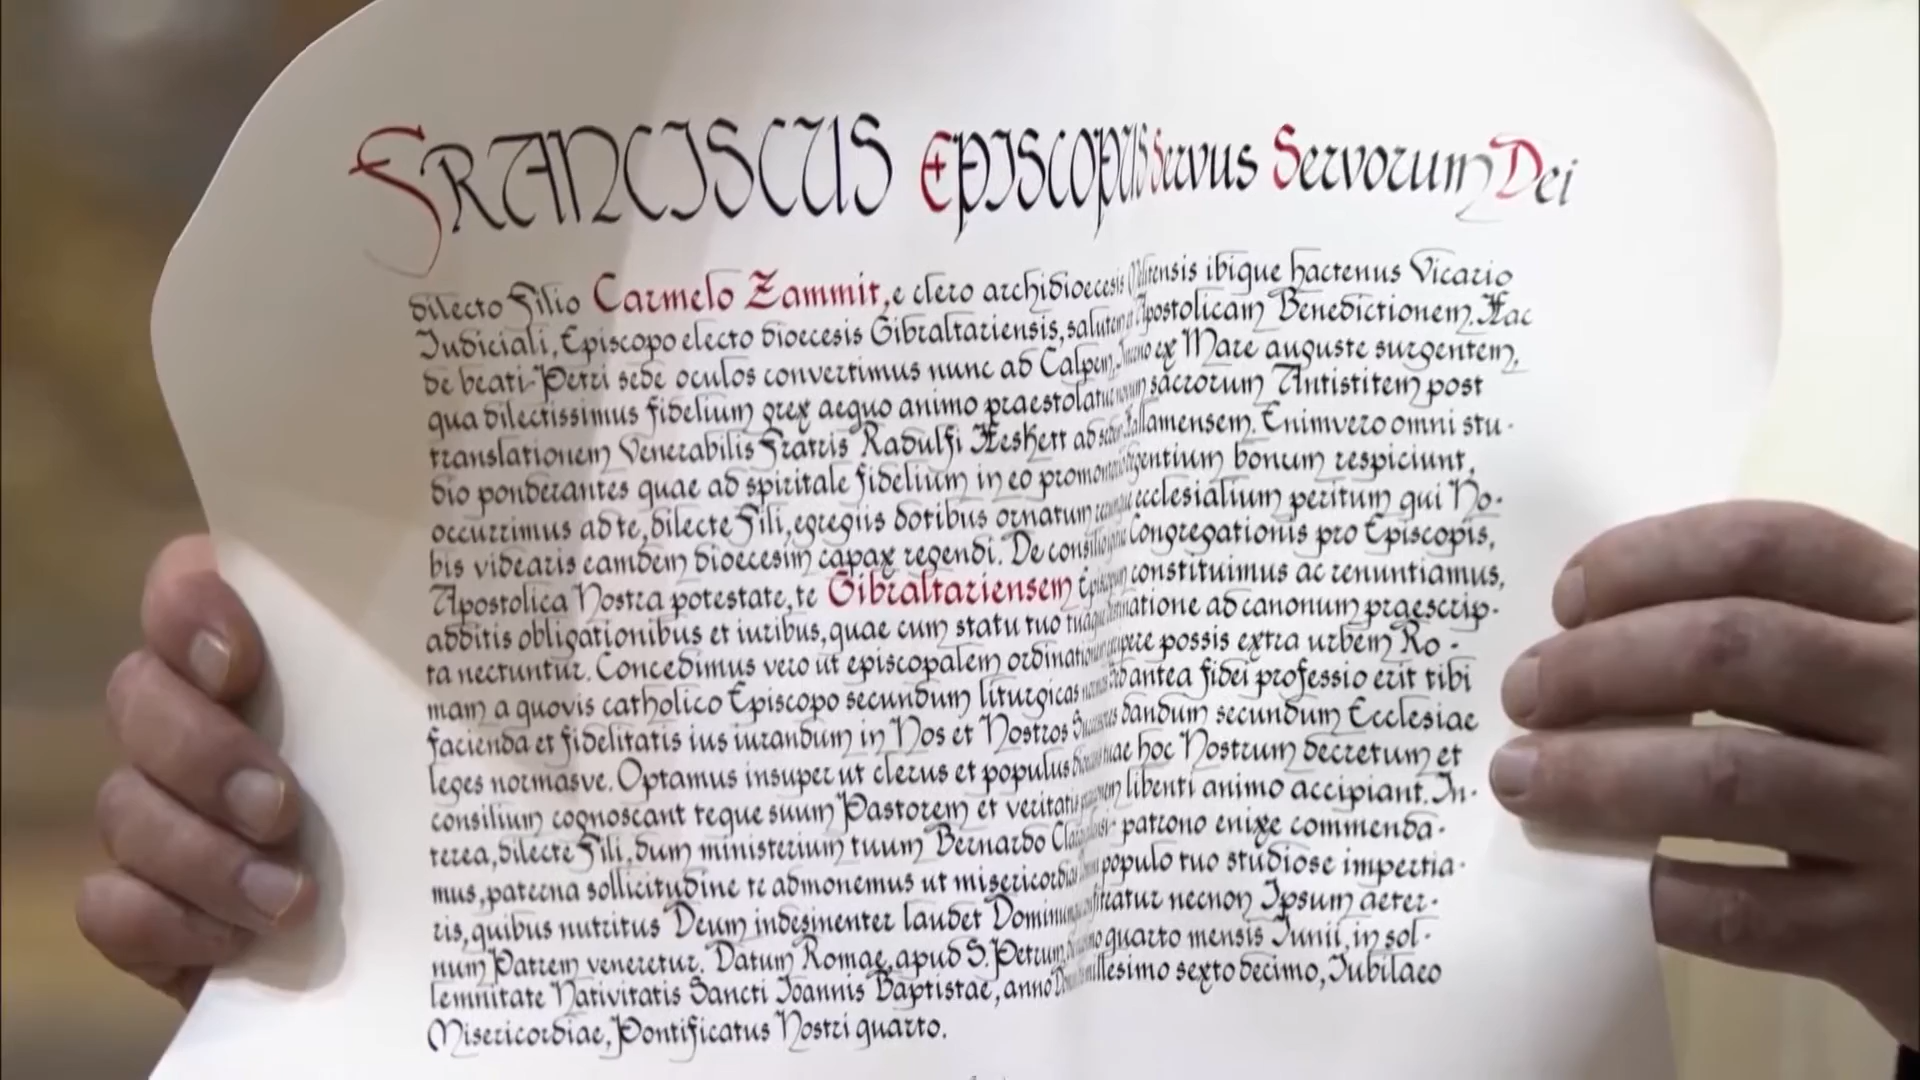 FRANCISCUS EPISCOPUS Servus Servorum Dei
dilecto Filio Carmelo Zammit, e clero archidioecesis Melitensis ibique hactenus Vicario
Judiciali, Episcopo electo dioecesis Gibraltariensis, salutem et Apostolicam Benedictionem. Hac
de beati Petri sede oculos convertimus nunc ad Calpem, ex Mare auguste surgentem,
qua dilectissimus fidelium grex aequo animo praestolatur sacrorum Antistitem post
translationem Venerabilis Fratris Radulfi Heskett ad sedem Hallamensem. Enimvero omni stu-
dio ponderantes quae ad spiritale fidelium in eo promontorio degentium bonum respiciunt,
occurrimus ad te, dilecte Fili, egregiis dotibus ornatum ecclesialium peritum qui No-
bis videaris eamdem dioecesim capax regendi. De consilio Congregationis pro Episcopis,
Apostolica Nostra potestate, te Gibraltariensem Episcopum constituimus ac renuntiamus,
additis obligationibus et iuribus, quae cum statu tuo ad canonum praescrip-
ta nectuntur. Concedimus vero ut episcopalem ordinationem possis extra urbem Ro-
mam a quovis catholico Episcopo secundum liturgicas antea fidei professio erit tibi
facienda et fidelitatis ius iurandum in Nos et Nostros Successores dandum secundum Ecclesiae
leges normasve. Optamus insuper ut clerus et populus hoc Nostrum decretum et
consilium cognoscant teque suum Pastorem et veritatis libenti animo accipiant. In-
terea, dilecte Fili, dum ministerium tuum Bernardo patrono enixe commenda-
mus, paterna sollicitudine te admonemus ut misericordiae populo tuo studiose impertia-
ris, quibus nutritus Deum indesinenter laudet Dominum necnon Ipsum aeter-
num Patrem veneretur. Datum Romae, apud S. Petrum, quarto mensis Junii, in sol-
lemnitate Nativitatis Sancti Joannis Baptistae, anno millesimo sexto decimo, Jubilaeo
Misericordiae, Pontificatus Nostri quarto.